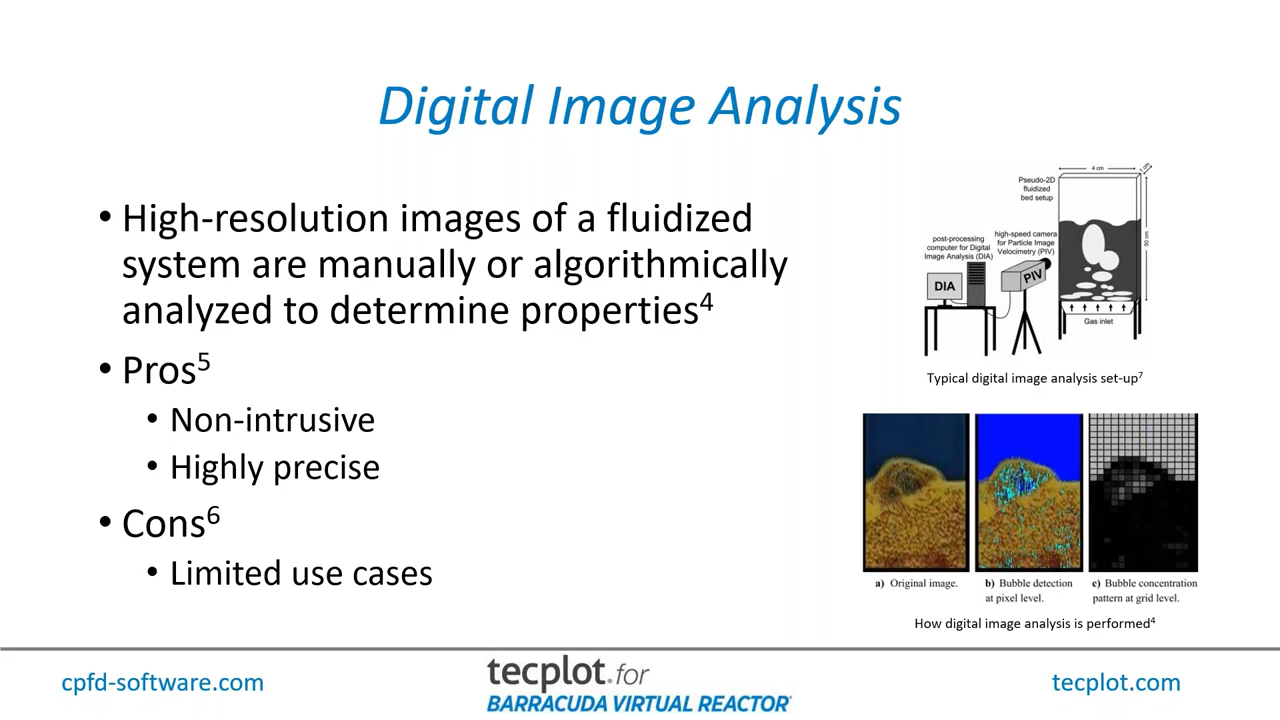 Digital Image Analysis
• High-resolution images of a fluidized
system are manually or algorithmically
analyzed to determine properties4
• Pros5
• Non-intrusive
• Highly precise
• Cons6
• Limited use cases
4 cm
1 cm
Pseudo-2D
fluidized
bed setup
50 cm
post-processing
computer for Digital
Image Analysis (DIA)
high-speed camera
for Particle Image
Velocimetry (PIV)
DIA
PIV
Gas inlet
Typical digital image analysis set-up7
a) Original image.
b) Bubble detection
at pixel level.
c) Bubble concentration
pattern at grid level.
How digital image analysis is performed4
cpfd-software.com
tecplot.for
BARRACUDA VIRTUAL REACTOR
tecplot.com